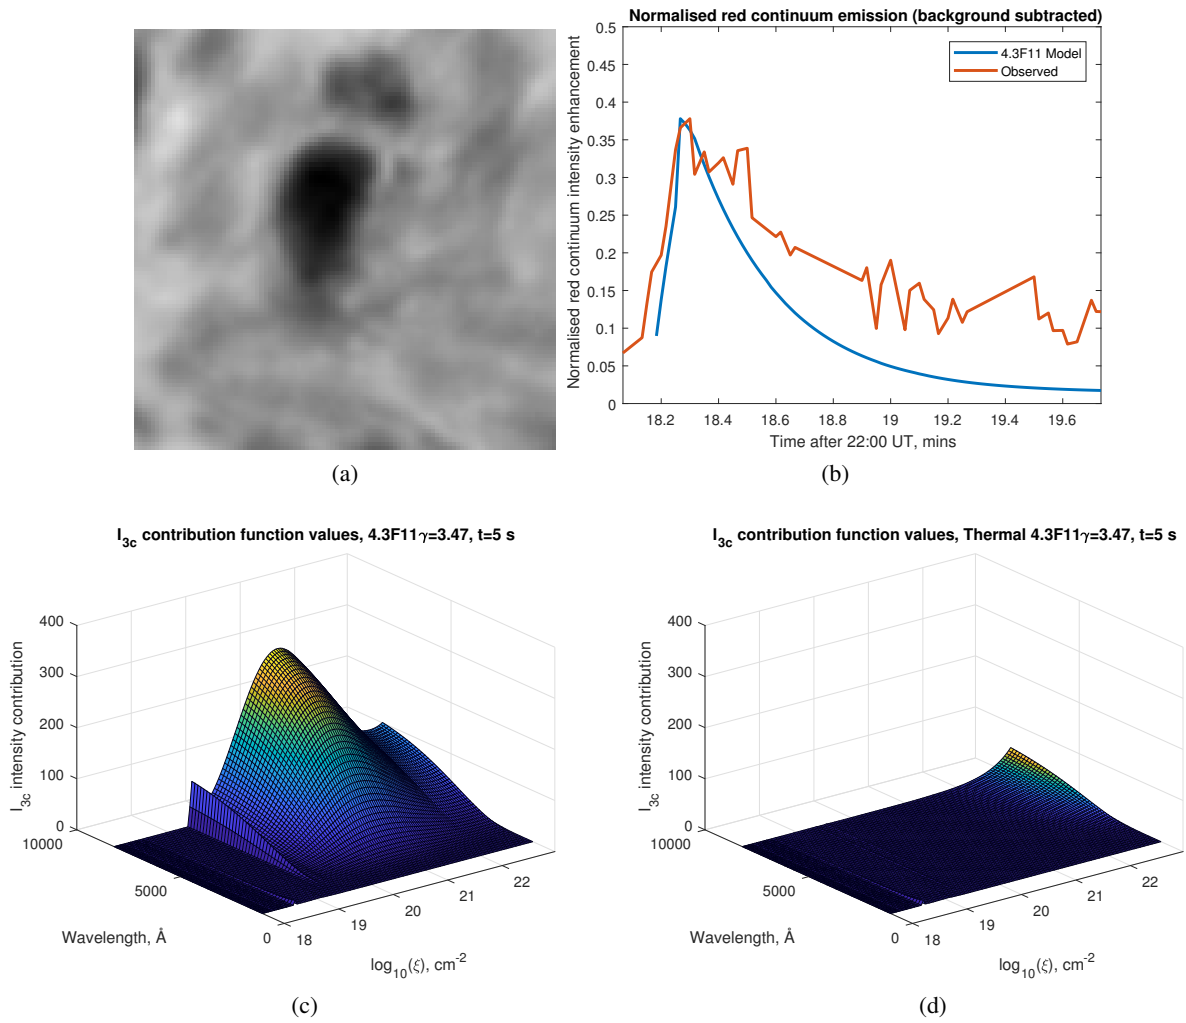 Normalised red continuum emission (background subtracted)
Normalised red continuum intensity enhancement
0.5
0.45
0.4
0.35
0.3
0.25
0.2
0.15
0.1
0.05
0
4.3F11 Model
Observed
18.2 18.4 18.6 18.8 19 19.2 19.4 19.6
Time after 22:00 UT, mins
(a)
(b)
I3c contribution function values, 4.3F11γ=3.47, t=5 s
I3c intensity contribution
400
300
200
100
0
10000
5000
0
Wavelength, Å
18
19
20
21
22
log10(ξ), cm-2
(c)
I3c contribution function values, Thermal 4.3F11γ=3.47, t=5 s
I3c intensity contribution
400
300
200
100
0
10000
5000
0
Wavelength, Å
18
19
20
21
22
log10(ξ), cm-2
(d)